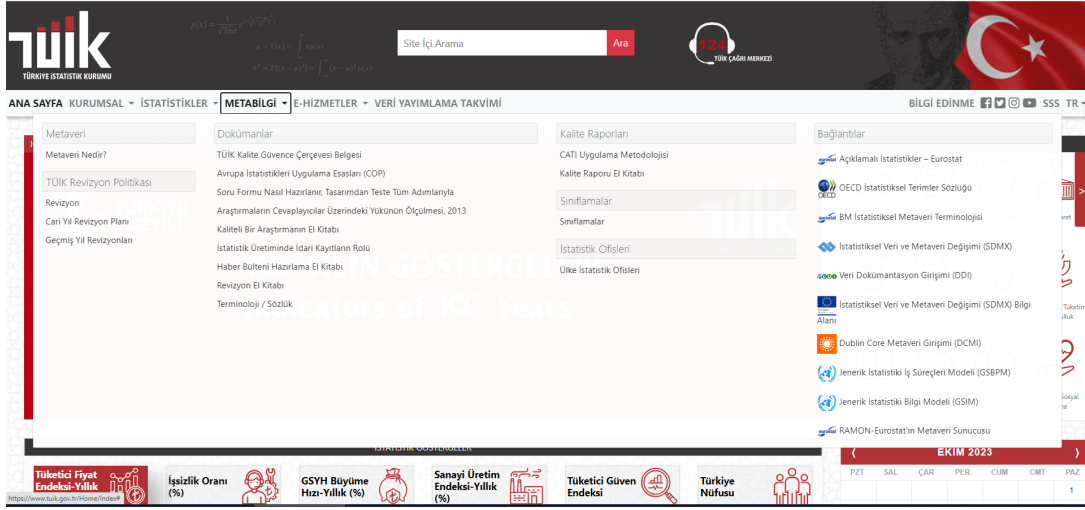 TÜİK
TÜRKİYE İSTATİSTİK KURUMU
Site İçi Arama
Ara
124
TÜİK ÇAĞRI MERKEZİ
ANA SAYFA KURUMSAL İSTATİSTİKLER METABİLGİ E-HİZMETLER VERİ YAYIMLAMA TAKVİMİ
BİLGİ EDİNME SSS TR
Metaveri
Metaveri Nedir?
TÜİK Revizyon Politikası
Revizyon
Cari Yıl Revizyon Planı
Geçmiş Yıl Revizyonları
Dokümanlar
TÜİK Kalite Güvence Çerçevesi Belgesi
Avrupa İstatistikleri Uygulama Esasları (COP)
Soru Formu Nasıl Hazırlanır, Tasarımdan Teste Tüm Adımlarıyla
Araştırmaların Cevaplayıcılar Üzerindeki Yükünün Ölçülmesi, 2013
Kaliteli Bir Araştırmanın El Kitabı
İstatistik Üretiminde İdari Kayıtların Rolü
Haber Bülteni Hazırlama El Kitabı
Revizyon El Kitabı
Terminoloji / Sözlük
Kalite Raporları
CATI Uygulama Metodolojisi
Kalite Raporu El Kitabı
Sınıflamalar
Sınıflamalar
İstatistik Ofisleri
Ülke İstatistik Ofisleri
Bağlantılar
eurostat Açıklamalı İstatistikler – Eurostat
OECD OECD İstatistiksel Terimler Sözlüğü
eurostat BM İstatistiksel Metaveri Terminolojisi
İstatistiksel Veri ve Metaveri Değişimi (SDMX)
Veri Dokümantasyon Girişimi (DDI)
İstatistiksel Veri ve Metaveri Değişimi (SDMX) Bilgi
Alanı
Dublin Core Metaveri Girişimi (DCMI)
Jenerik İstatistiki İş Süreçleri Modeli (GSBPM)
Jenerik İstatistiki Bilgi Modeli (GSIM)
eurostat RAMON-Eurostat'ın Metaveri Sunucusu
Indicators of 100 Years
Tüketici Fiyat
Endeksi-Yıllık
İşsizlik Oranı
(%)
GSYH Büyüme
Hızı-Yıllık (%)
Sanayi Üretim
Endeksi-Yıllık
(%)
Tüketici Güven
Endeksi
Türkiye
Nüfusu
EKIM 2023
PZT SAL ÇAR PER CUM CMT PAZ
1
https://www.tuik.gov.tr/Home/Index#